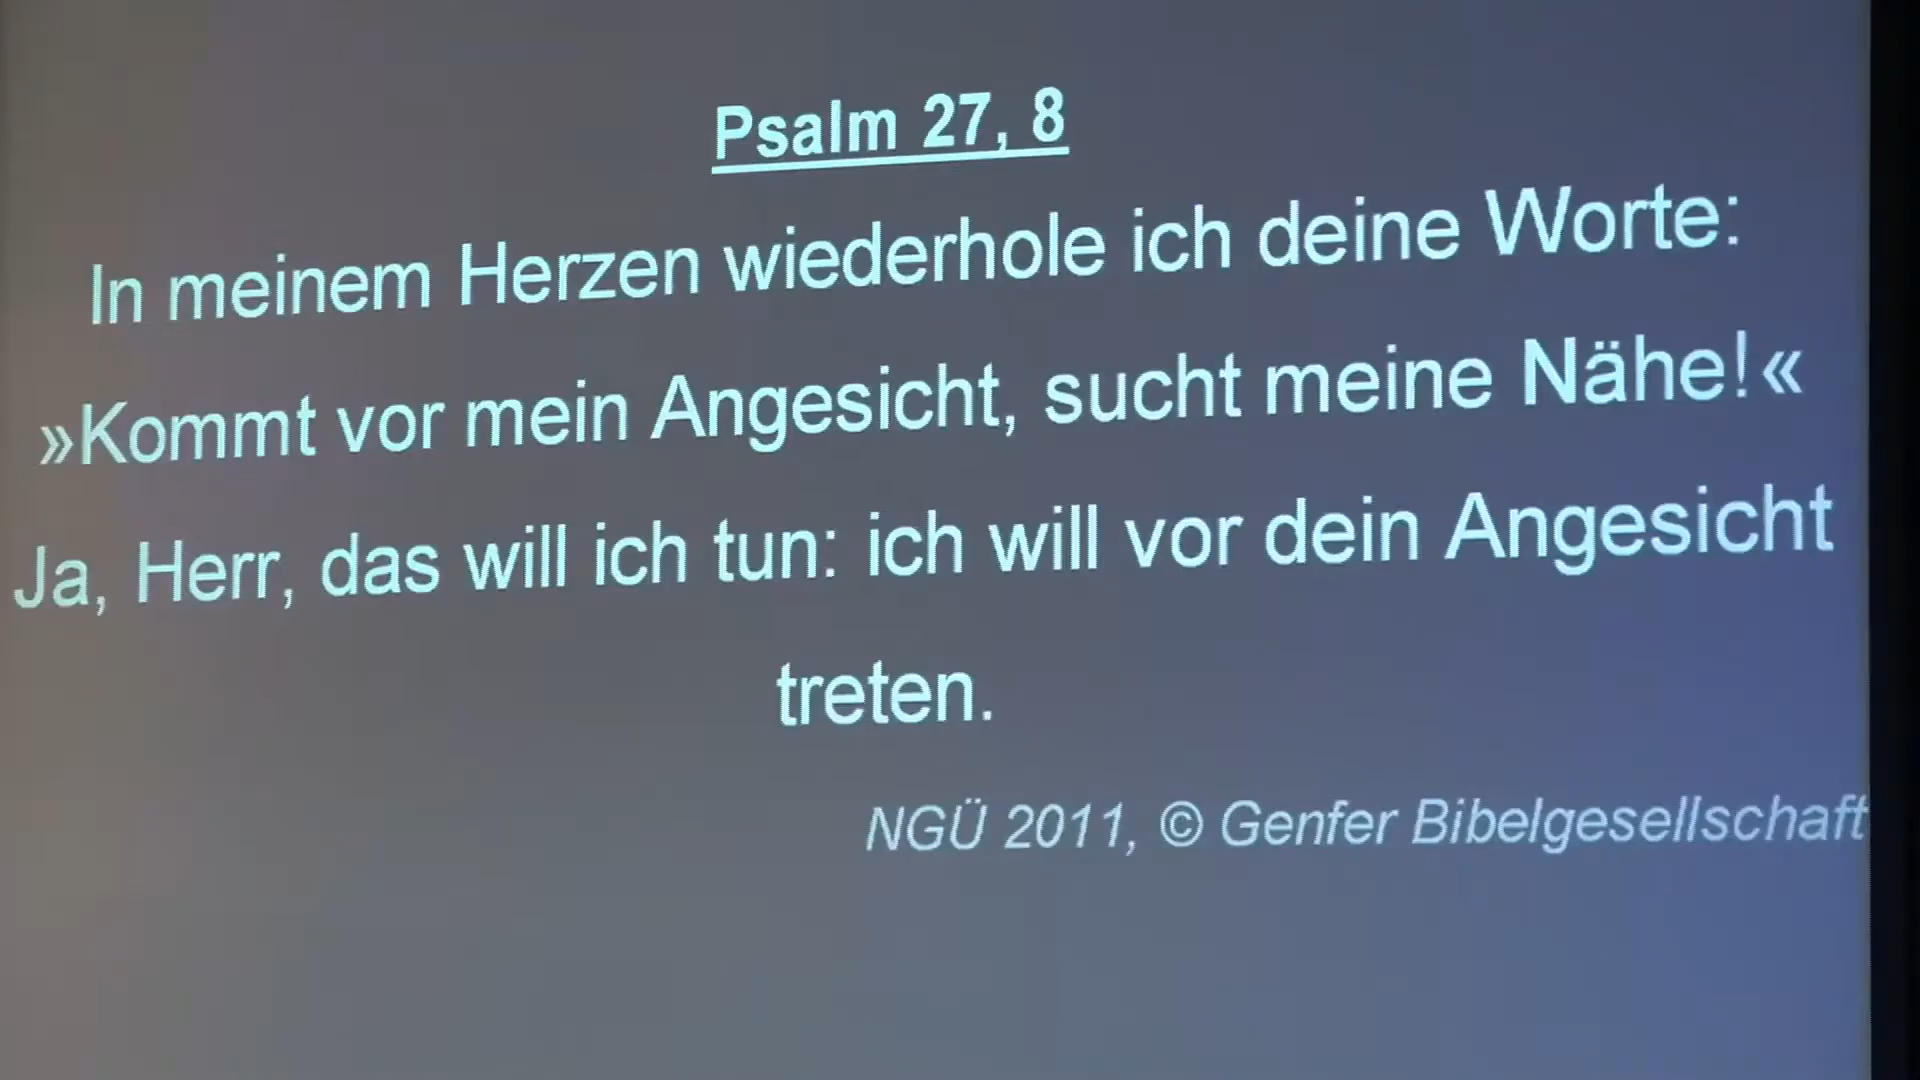 Psalm 27, 8
In meinem Herzen wiederhole ich deine Worte:
»Kommt vor mein Angesicht, sucht meine Nähe!«
Ja, Herr, das will ich tun: ich will vor dein Angesicht
treten.
NGÜ 2011, © Genfer Bibelgesellschaft